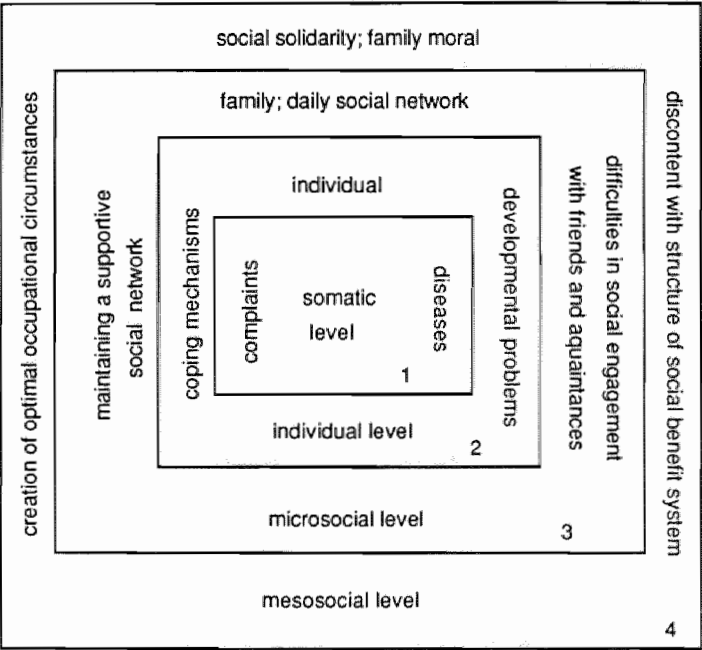 social solidarity; family moral
family; daily social network
individual
somatic
level
1
individual level
2
microsocial level
3
mesosocial level
4
creation of optimal occupational circumstances
maintaining a supportive
social network
coping mechanisms
complaints
diseases
developmental problems
difficulties in social engagement
with friends and aquaintances
discontent with structure of social benefit system